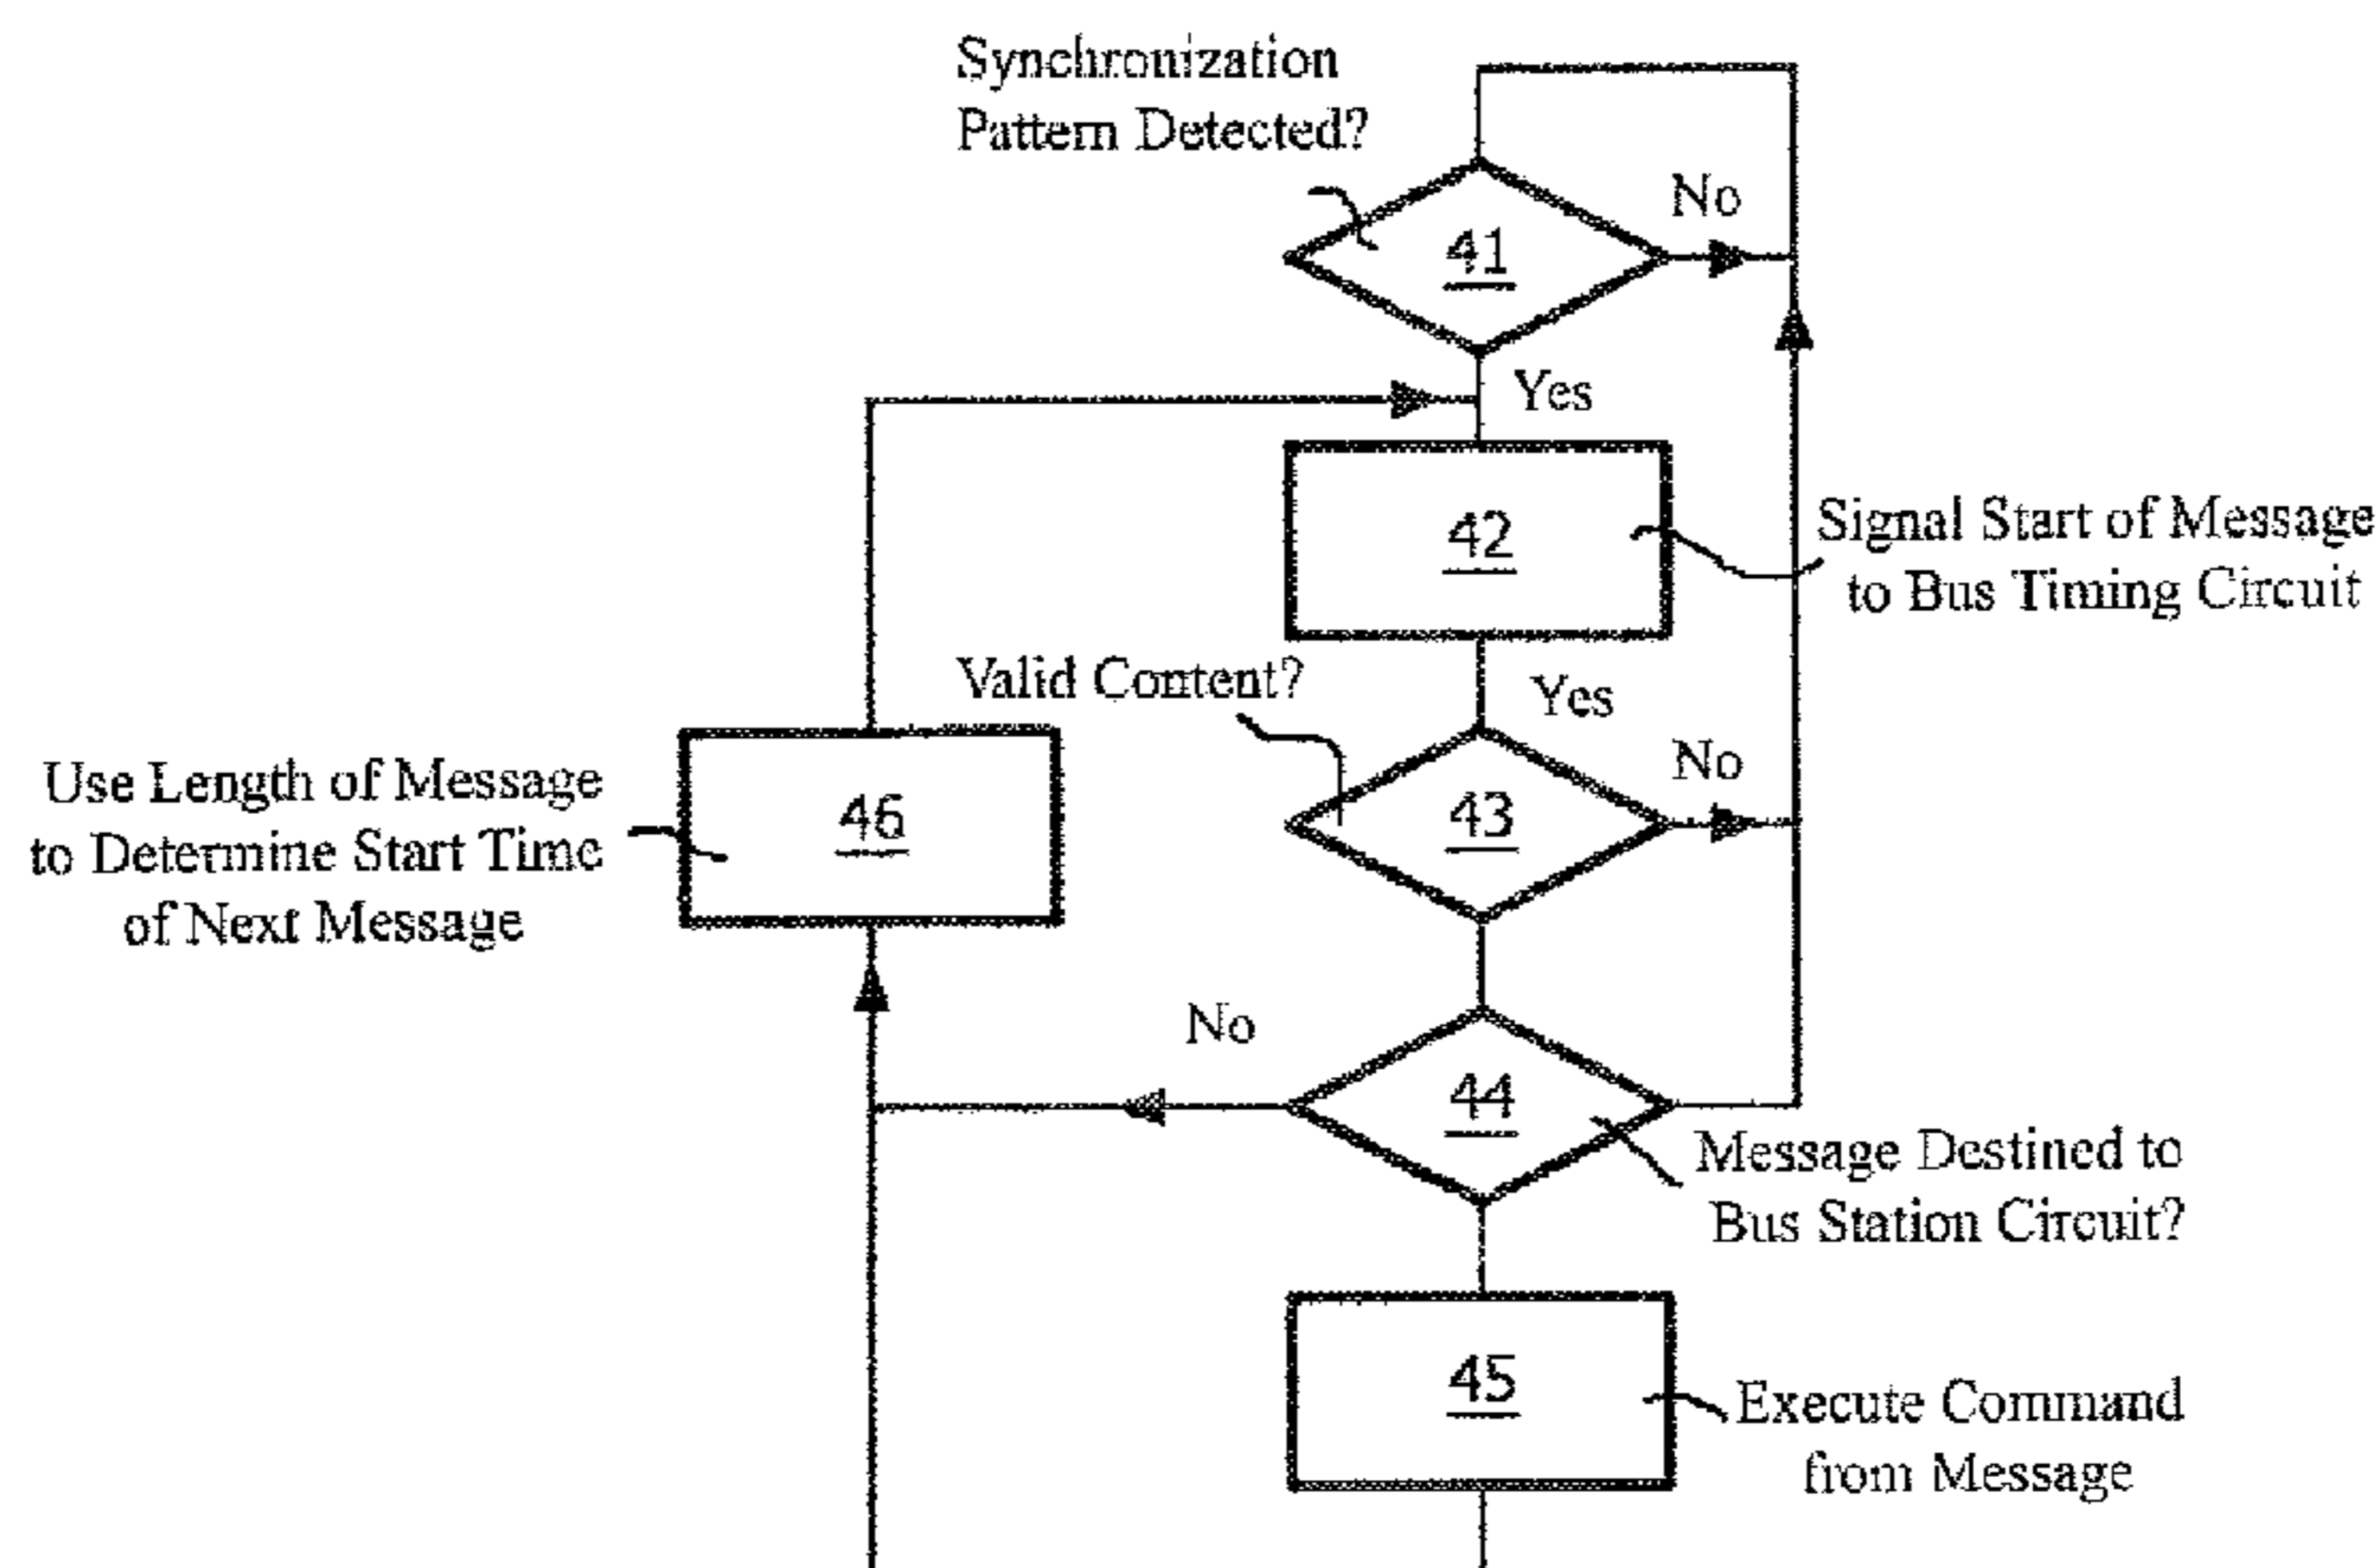 Synchronization
Pattern Detected?
No
41
Yes
42
Signal Start of Message
to Bus Timing Circuit
Valid Content?
Yes
No
43
Use Length of Message
to Determine Start Time
of Next Message
46
No
44
Message Destined to
Bus Station Circuit?
45
Execute Command
from Message